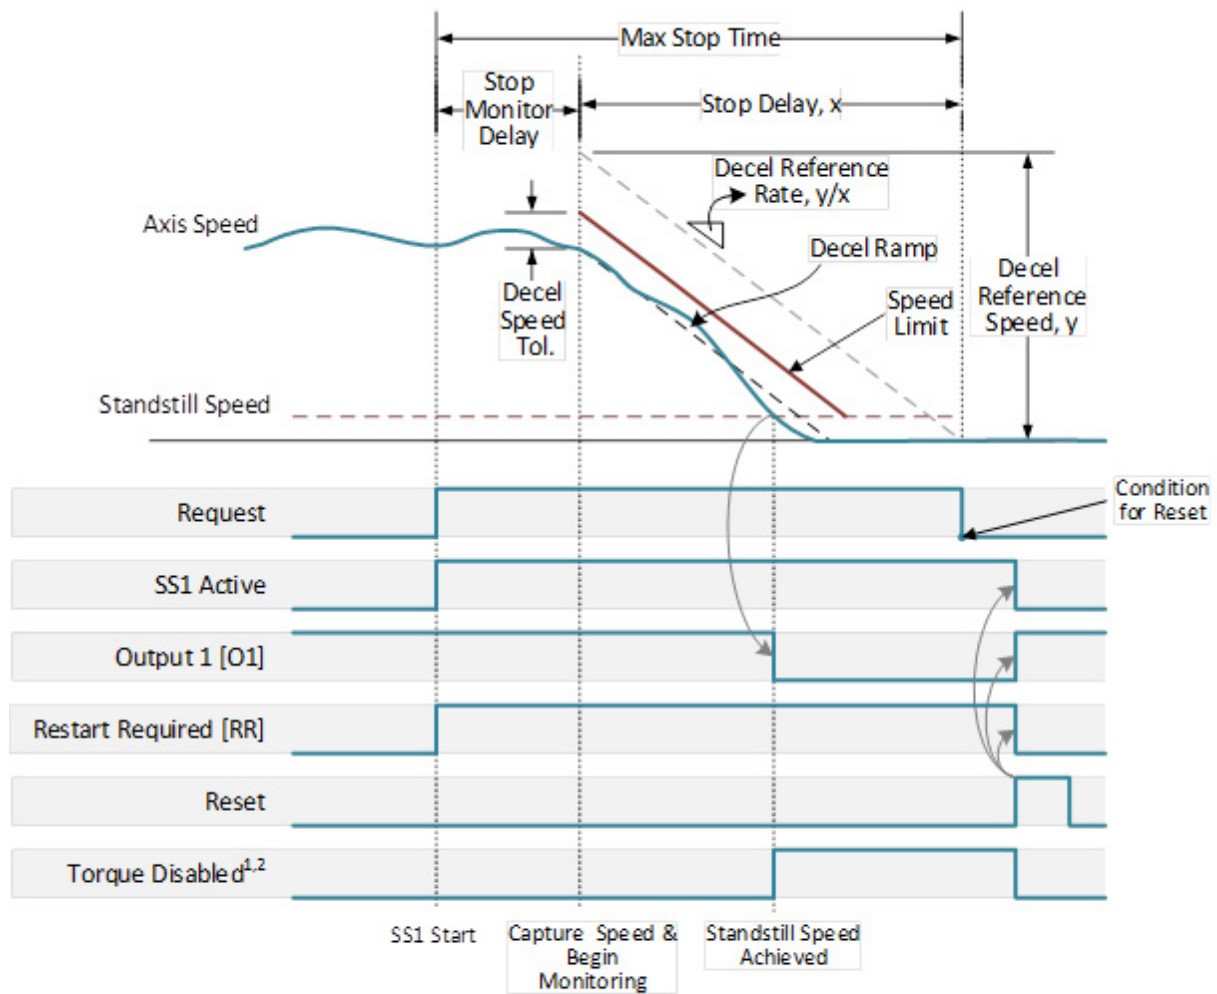 Max Stop Time
Stop
Monitor
Delay
Stop Delay, x
Decel Reference
Rate, y/x
Axis Speed
Decel Ramp
Decel
Speed
Tol.
Speed
Limit
Decel
Reference
Speed, y
Standstill Speed
Request
Condition
for Reset
SS1 Active
Output 1 [O1]
Restart Required [RR]
Reset
Torque Disabled1,2
SS1 Start
Capture Speed &
Begin
Monitoring
Standstill Speed
Achieved